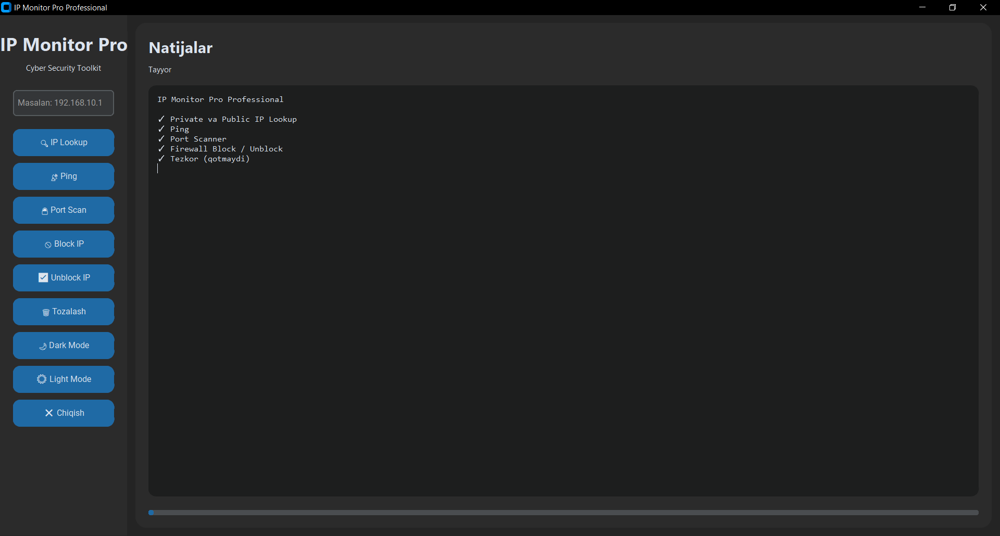 IP Monitor Pro Professional
IP Monitor Pro
Cyber Security Toolkit
Masalan: 192.168.10.1
🔍 IP Lookup
📡 Ping
🔒 Port Scan
🚫 Block IP
✅ Unblock IP
🗑 Tozalash
🌙 Dark Mode
☀ Light Mode
❌ Chiqish
Natijalar
Tayyor
IP Monitor Pro Professional
✓ Private va Public IP Lookup
✓ Ping
✓ Port Scanner
✓ Firewall Block / Unblock
✓ Tezkor (qotmaydi)